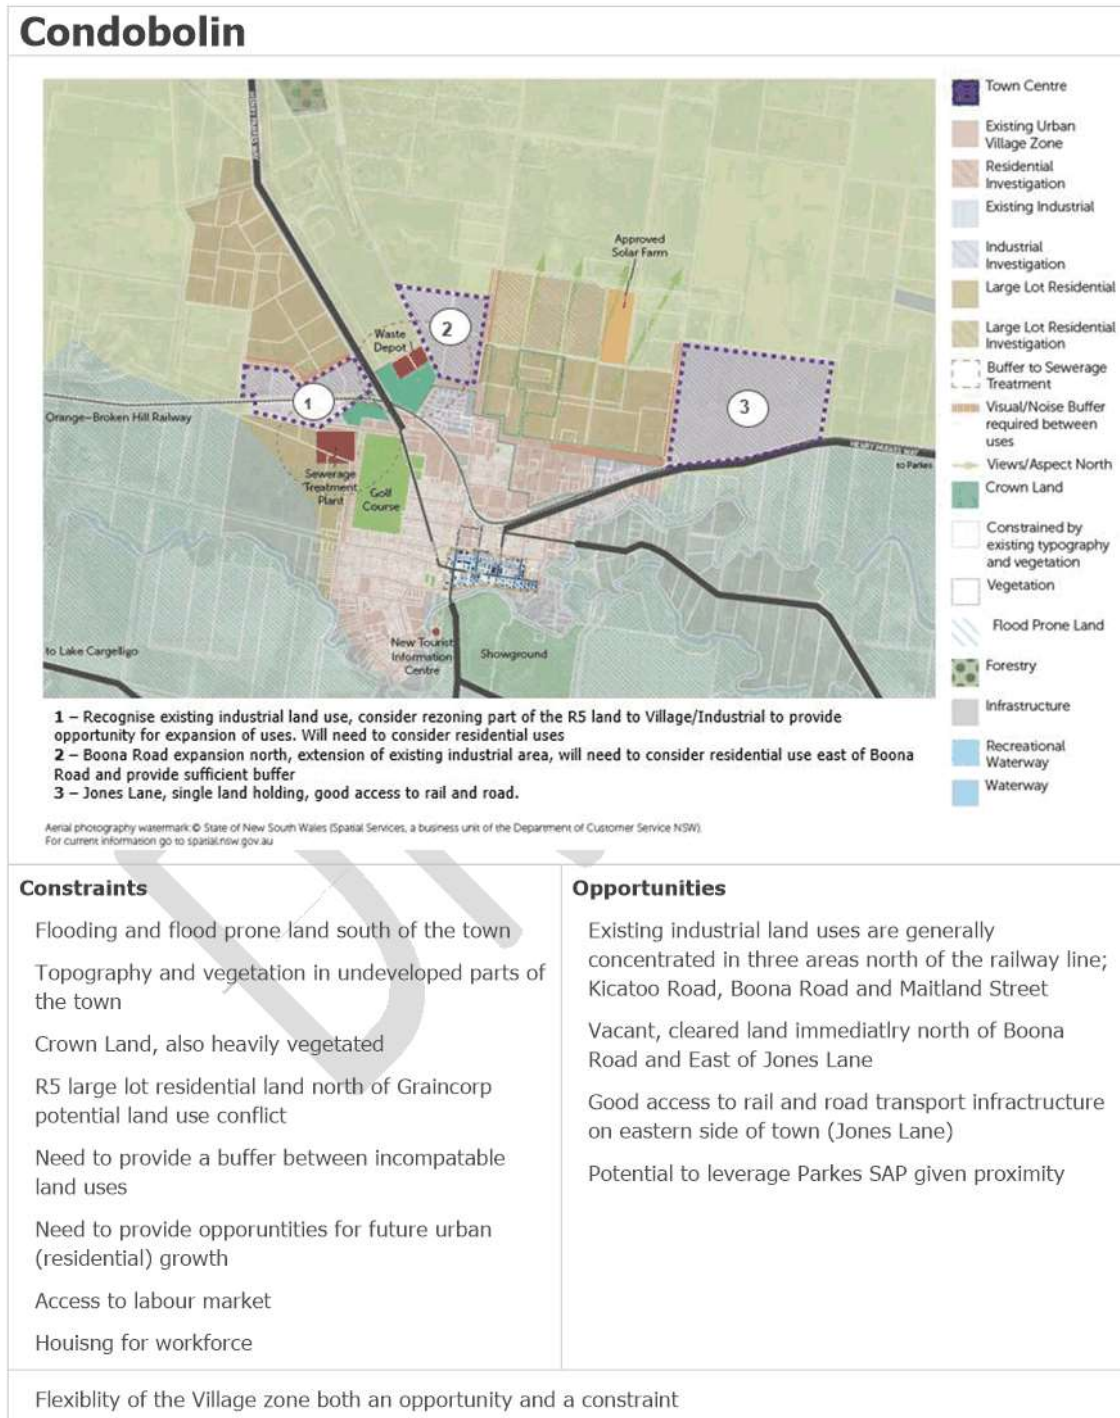 Condobolin
Town Centre
Existing Urban
Village Zone
Residential
Investigation
Existing Industrial
Industrial
Investigation
Large Lot Residential
Large Lot Residential
Investigation
Buffer to Sewerage
Treatment
Visual/Noise Buffer
required between
uses
Views/Aspect North
Crown Land
Constrained by
existing typography
and vegetation
Vegetation
Flood Prone Land
Forestry
Infrastructure
Recreational
Waterway
Waterway
Approved
Solar Farm
Waste
Depot
2
1
3
Orange–Broken Hill Railway
HENRY PARKES WAY
to Parkes
Sewerage
Treatment
Plant
Golf
Course
New Tourist
Information
Centre
Showground
to Lake Cargelligo
1 – Recognise existing industrial land use, consider rezoning part of the R5 land to Village/Industrial to provide
opportunity for expansion of uses. Will need to consider residential uses
2 – Boona Road expansion north, extension of existing industrial area, will need to consider residential use east of Boona
Road and provide sufficient buffer
3 – Jones Lane, single land holding, good access to rail and road.
Aerial photography watermark © State of New South Wales (Spatial Services, a business unit of the Department of Customer Service NSW).
For current information go to spatial.nsw.gov.au
Constraints
Flooding and flood prone land south of the town
Topography and vegetation in undeveloped parts of
the town
Crown Land, also heavily vegetated
R5 large lot residential land north of Graincorp
potential land use conflict
Need to provide a buffer between incompatable
land uses
Need to provide opporuntities for future urban
(residential) growth
Access to labour market
Houisng for workforce
Opportunities
Existing industrial land uses are generally
concentrated in three areas north of the railway line;
Kicatoo Road, Boona Road and Maitland Street
Vacant, cleared land immediatlry north of Boona
Road and East of Jones Lane
Good access to rail and road transport infractructure
on eastern side of town (Jones Lane)
Potential to leverage Parkes SAP given proximity
Flexiblity of the Village zone both an opportunity and a constraint